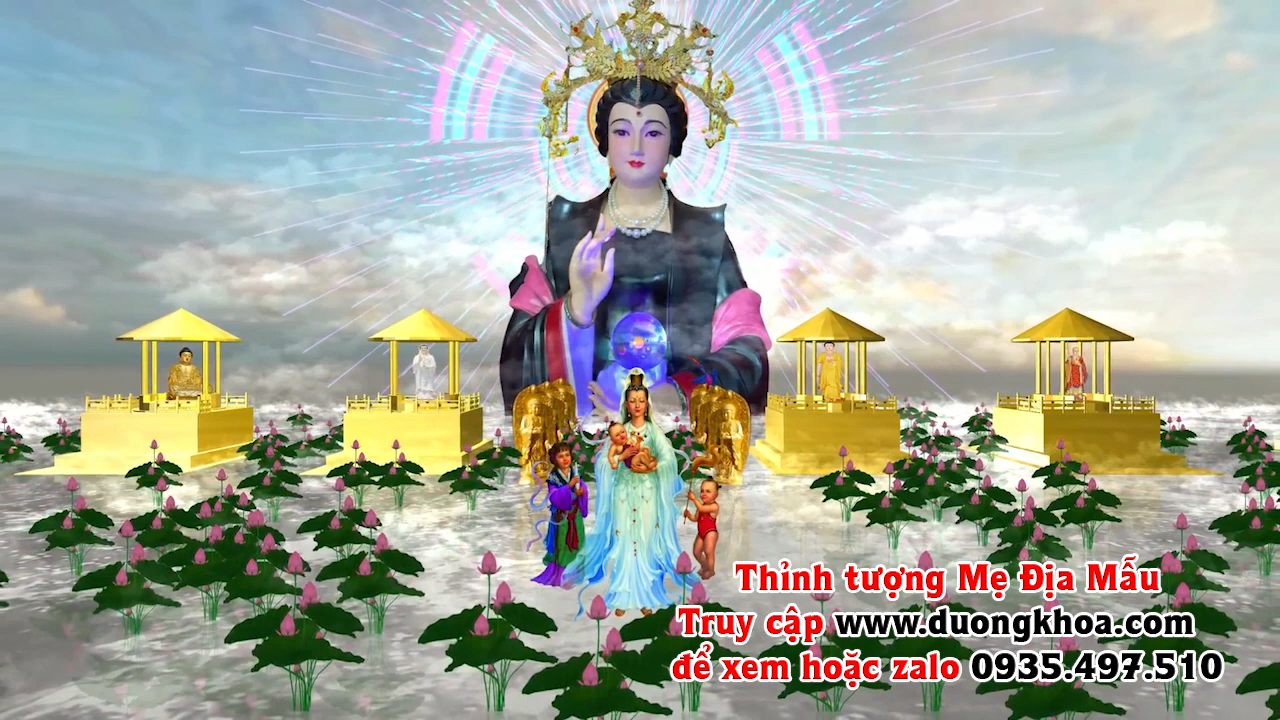 Thỉnh tượng Mẹ Địa Mẫu
Truy cập www.duongkhoa.com
để xem hoặc zalo 0935.497.510